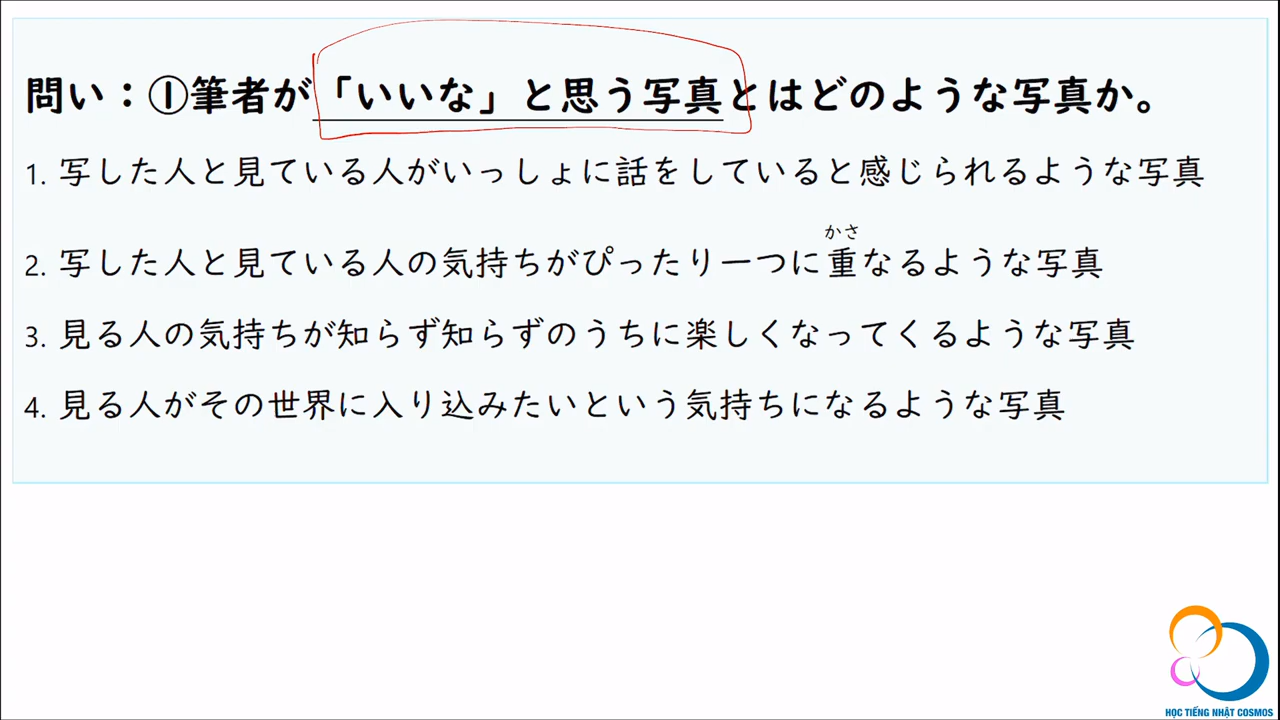 問い：①筆者が「いいな」と思う写真とはどのような写真か。
1. 写した人と見ている人がいっしょに話をしていると感じられるような写真
かさ
2. 写した人と見ている人の気持ちがぴったり一つに重なるような写真
3. 見る人の気持ちが知らず知らずのうちに楽しくなってくるような写真
4. 見る人がその世界に入り込みたいという気持ちになるような写真
HỌC TIẾNG NHẬT COSMOS